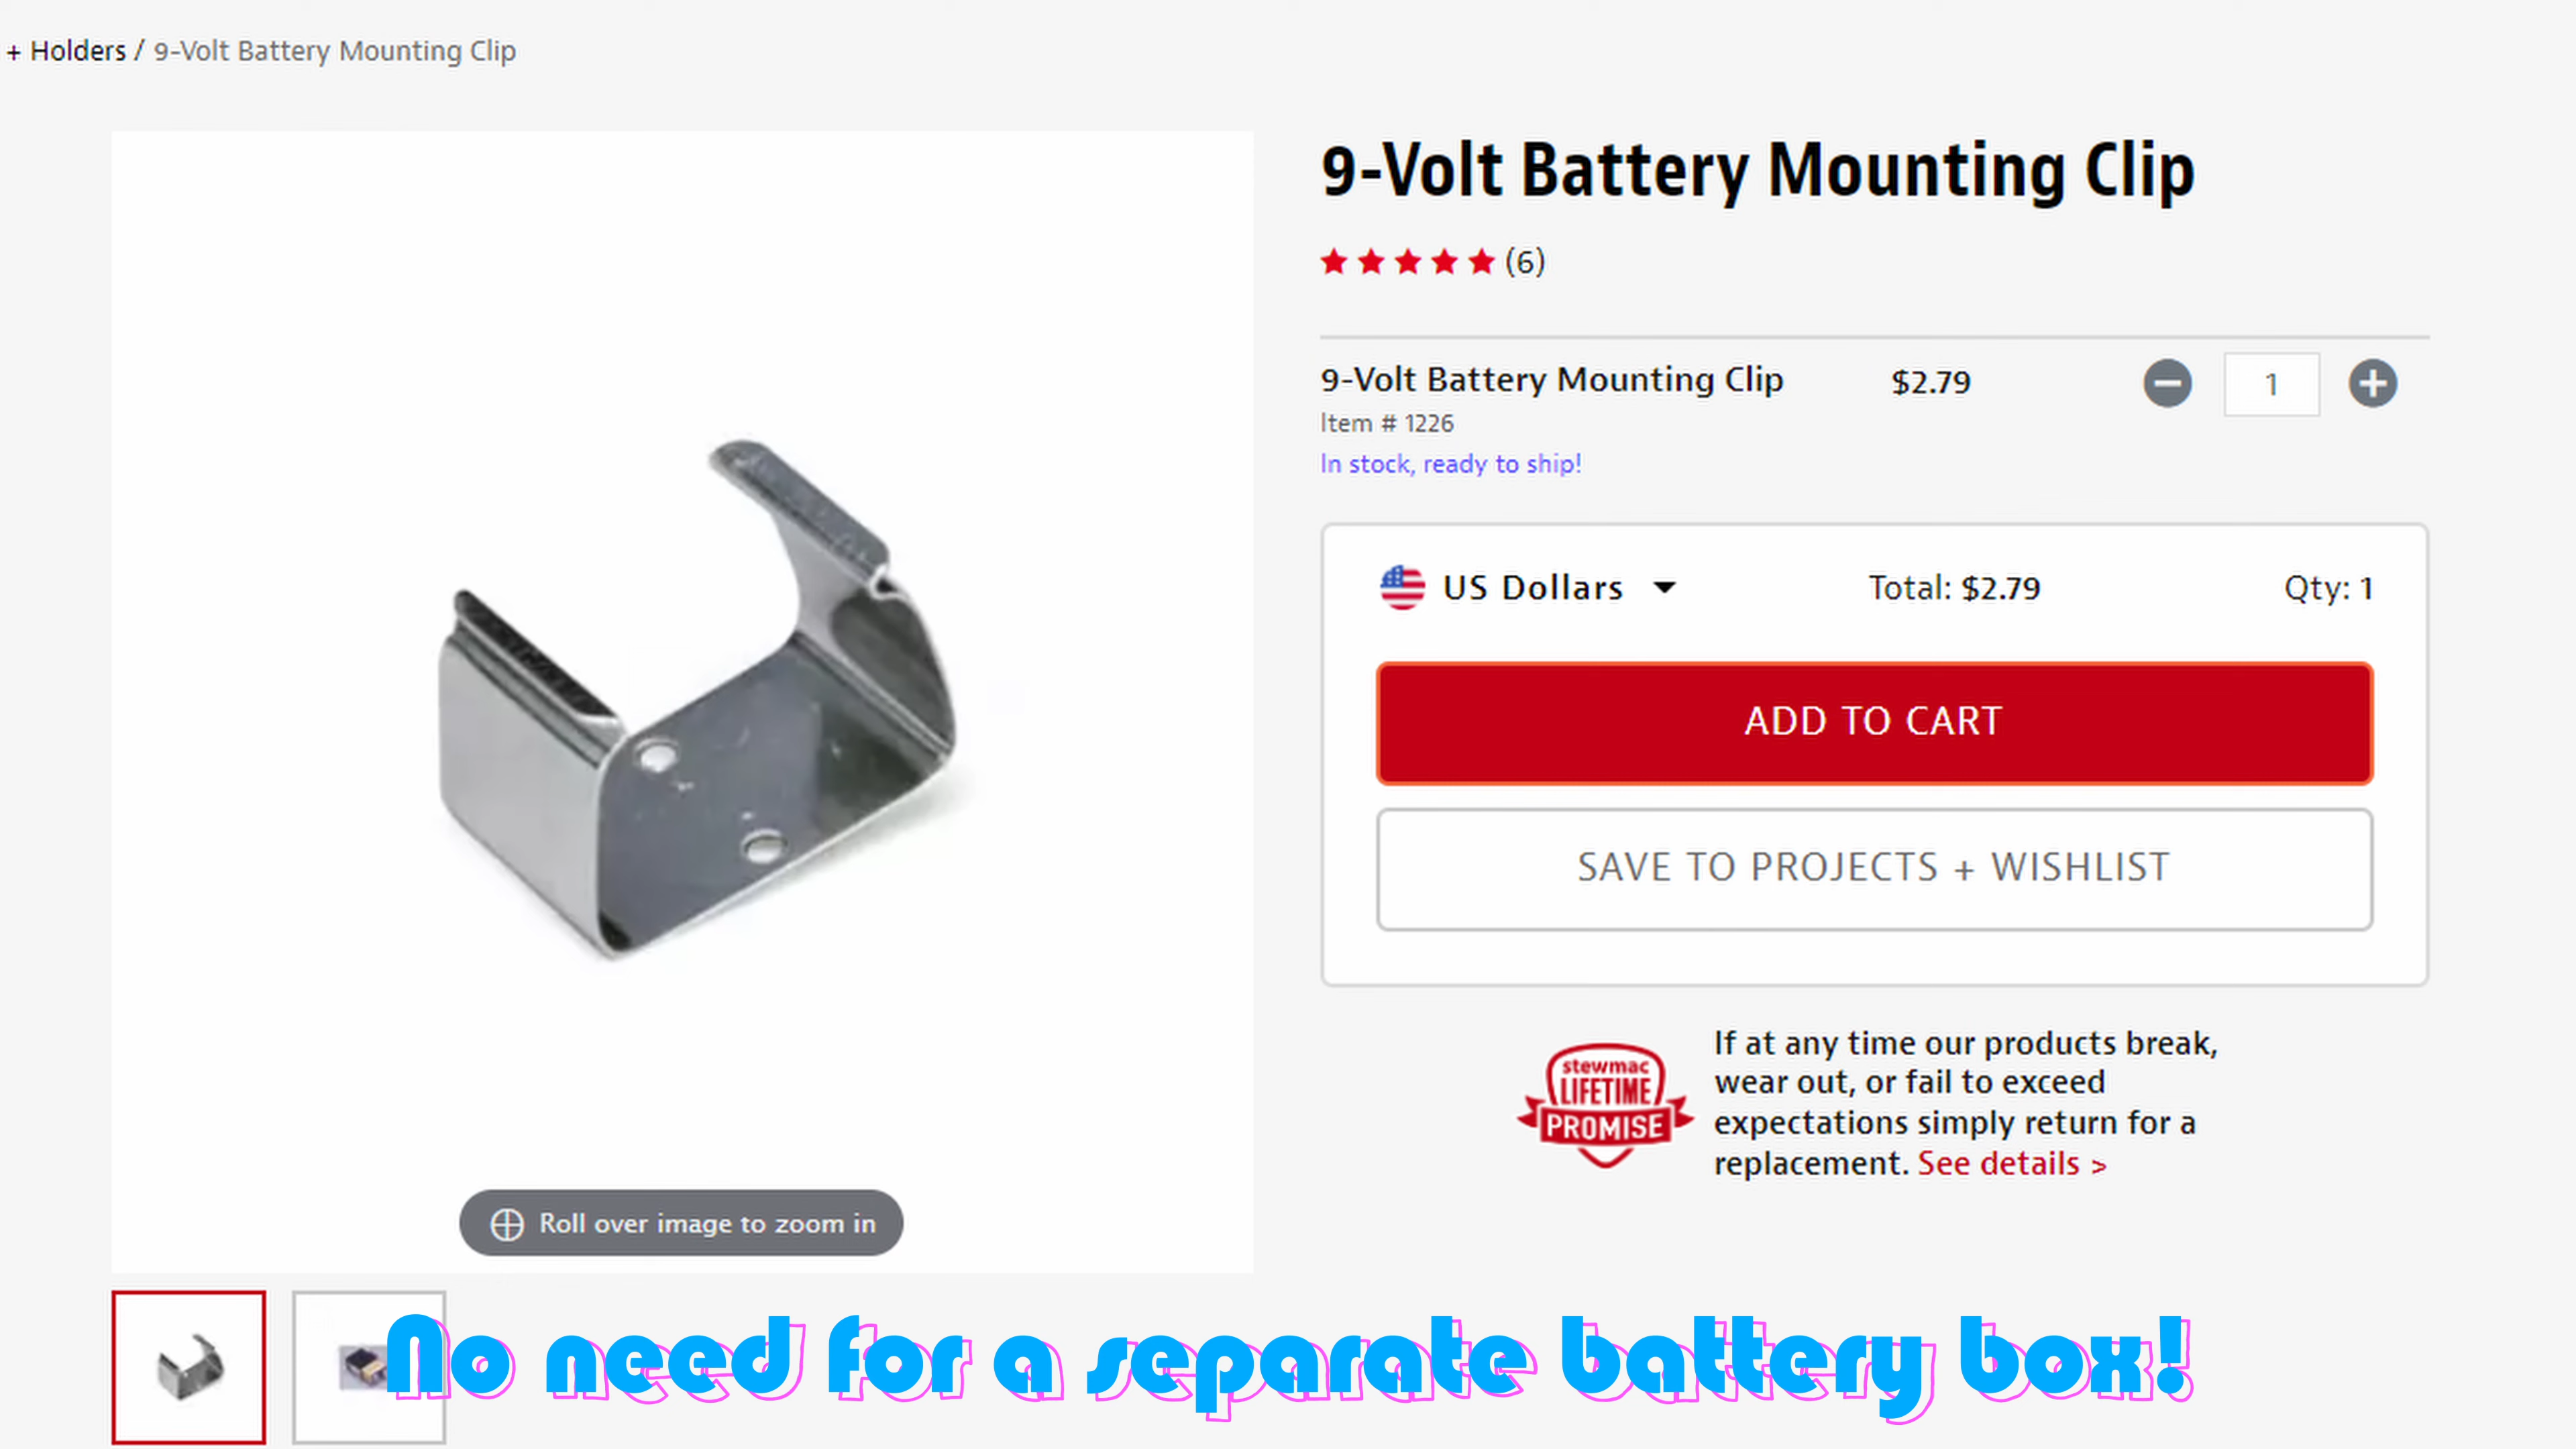 + Holders / 9-Volt Battery Mounting Clip
9-Volt Battery Mounting Clip
(6)
9-Volt Battery Mounting Clip $2.79 1
Item # 1226
In stock, ready to ship!
US Dollars Total: $2.79 Qty: 1
ADD TO CART
SAVE TO PROJECTS + WISHLIST
stewmac
LIFETIME
PROMISE
If at any time our products break,
wear out, or fail to exceed
expectations simply return for a
replacement. See details >
Roll over image to zoom in
No need for a separate battery box!